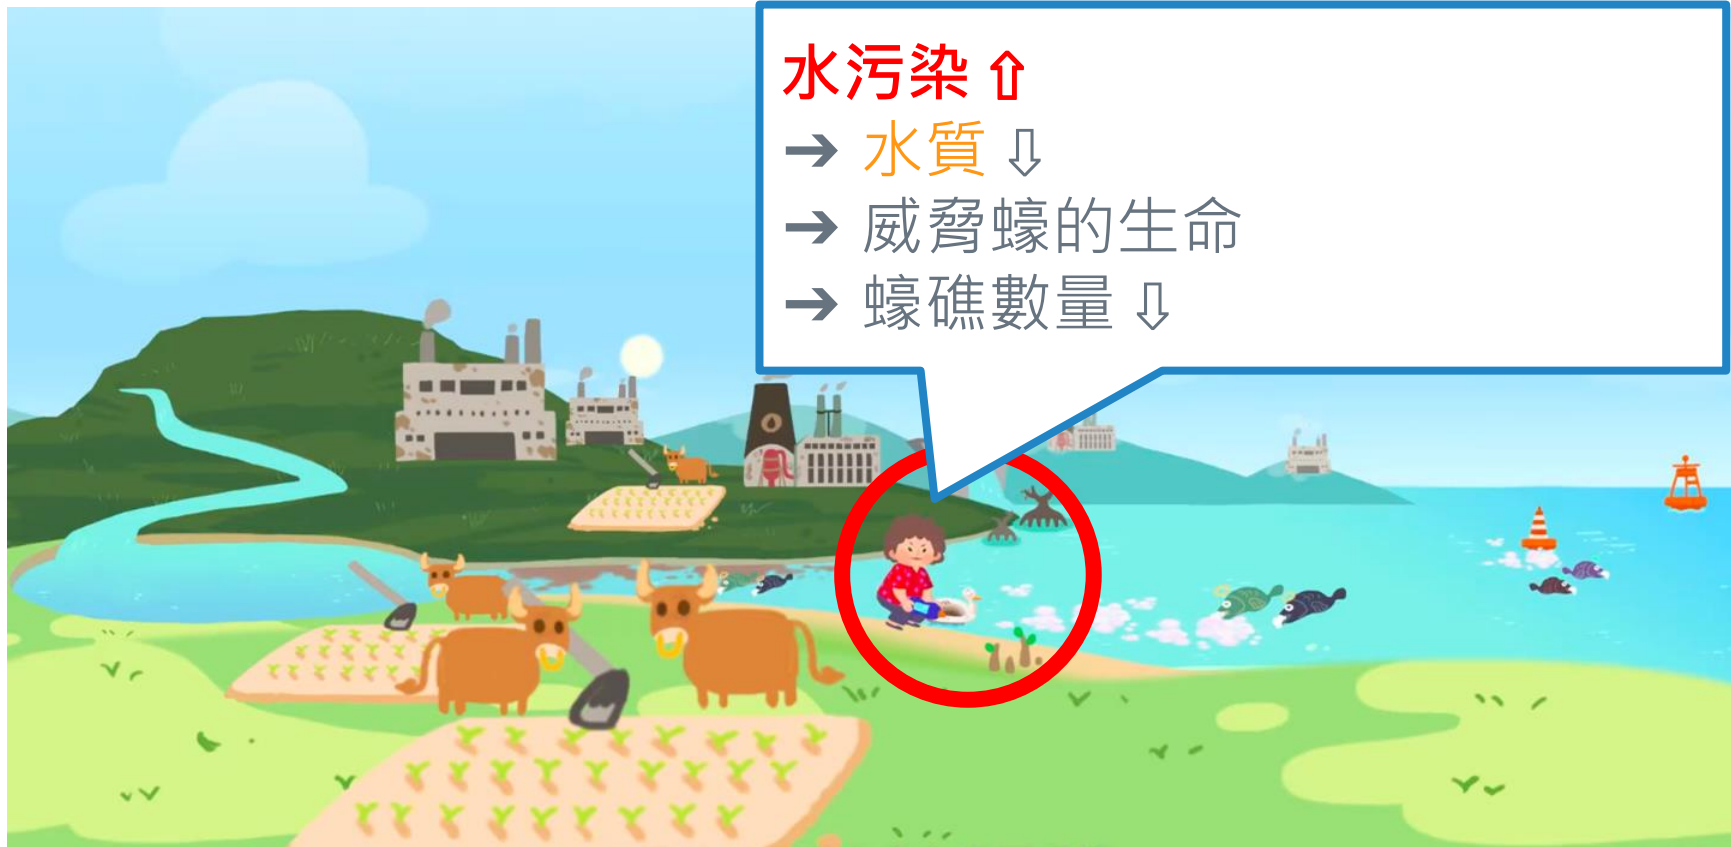 水污染⇧
➔ 水質⇩
➔ 威脅蠔的生命
➔ 蠔礁數量⇩